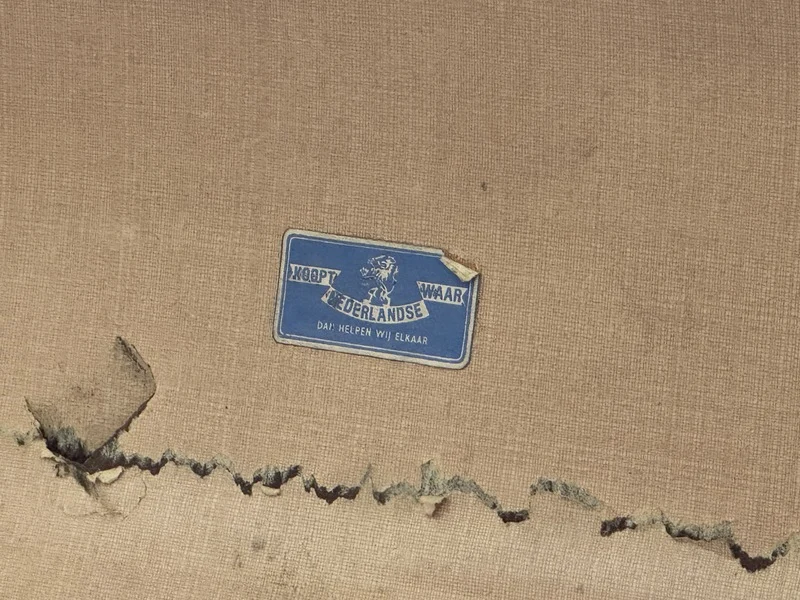 KOOPT NEDERLANDSE WAAR
DAN HELPEN WIJ ELKAAR